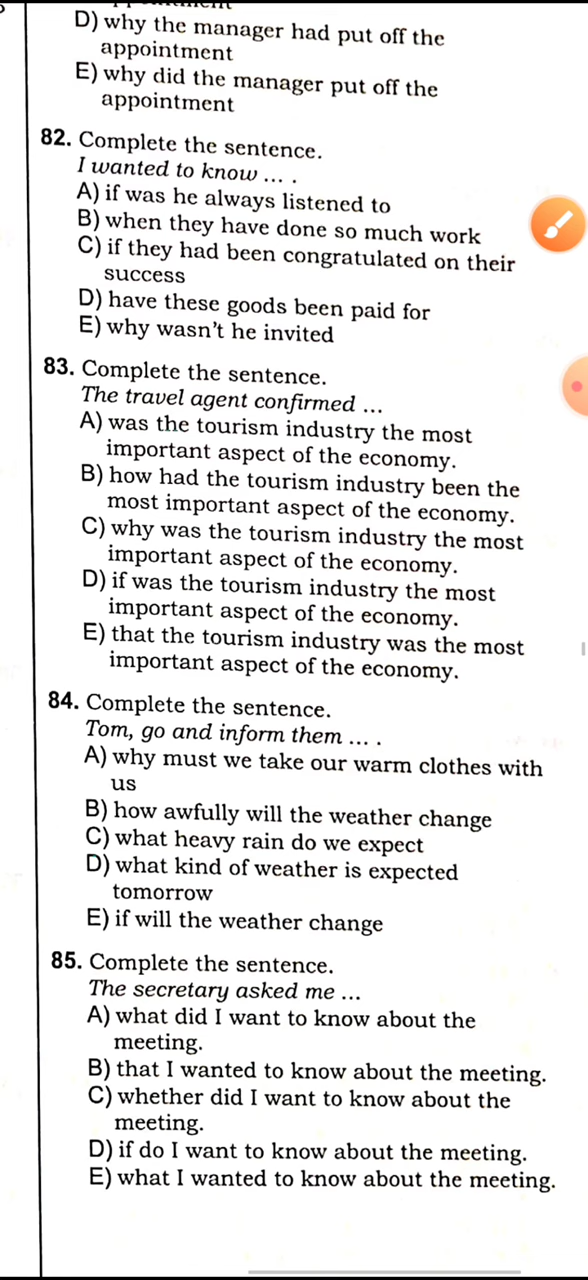 D) why the manager had put off the
appointment
E) why did the manager put off the
appointment
82. Complete the sentence.
I wanted to know ... .
A) if was he always listened to
B) when they have done so much work
C) if they had been congratulated on their
success
D) have these goods been paid for
E) why wasn't he invited
83. Complete the sentence.
The travel agent confirmed ...
A) was the tourism industry the most
important aspect of the economy.
B) how had the tourism industry been the
most important aspect of the economy.
C) why was the tourism industry the most
important aspect of the economy.
D) if was the tourism industry the most
important aspect of the economy.
E) that the tourism industry was the most
important aspect of the economy.
84. Complete the sentence.
Tom, go and inform them ... .
A) why must we take our warm clothes with
us
B) how awfully will the weather change
C) what heavy rain do we expect
D) what kind of weather is expected
tomorrow
E) if will the weather change
85. Complete the sentence.
The secretary asked me ...
A) what did I want to know about the
meeting.
B) that I wanted to know about the meeting.
C) whether did I want to know about the
meeting.
D) if do I want to know about the meeting.
E) what I wanted to know about the meeting.